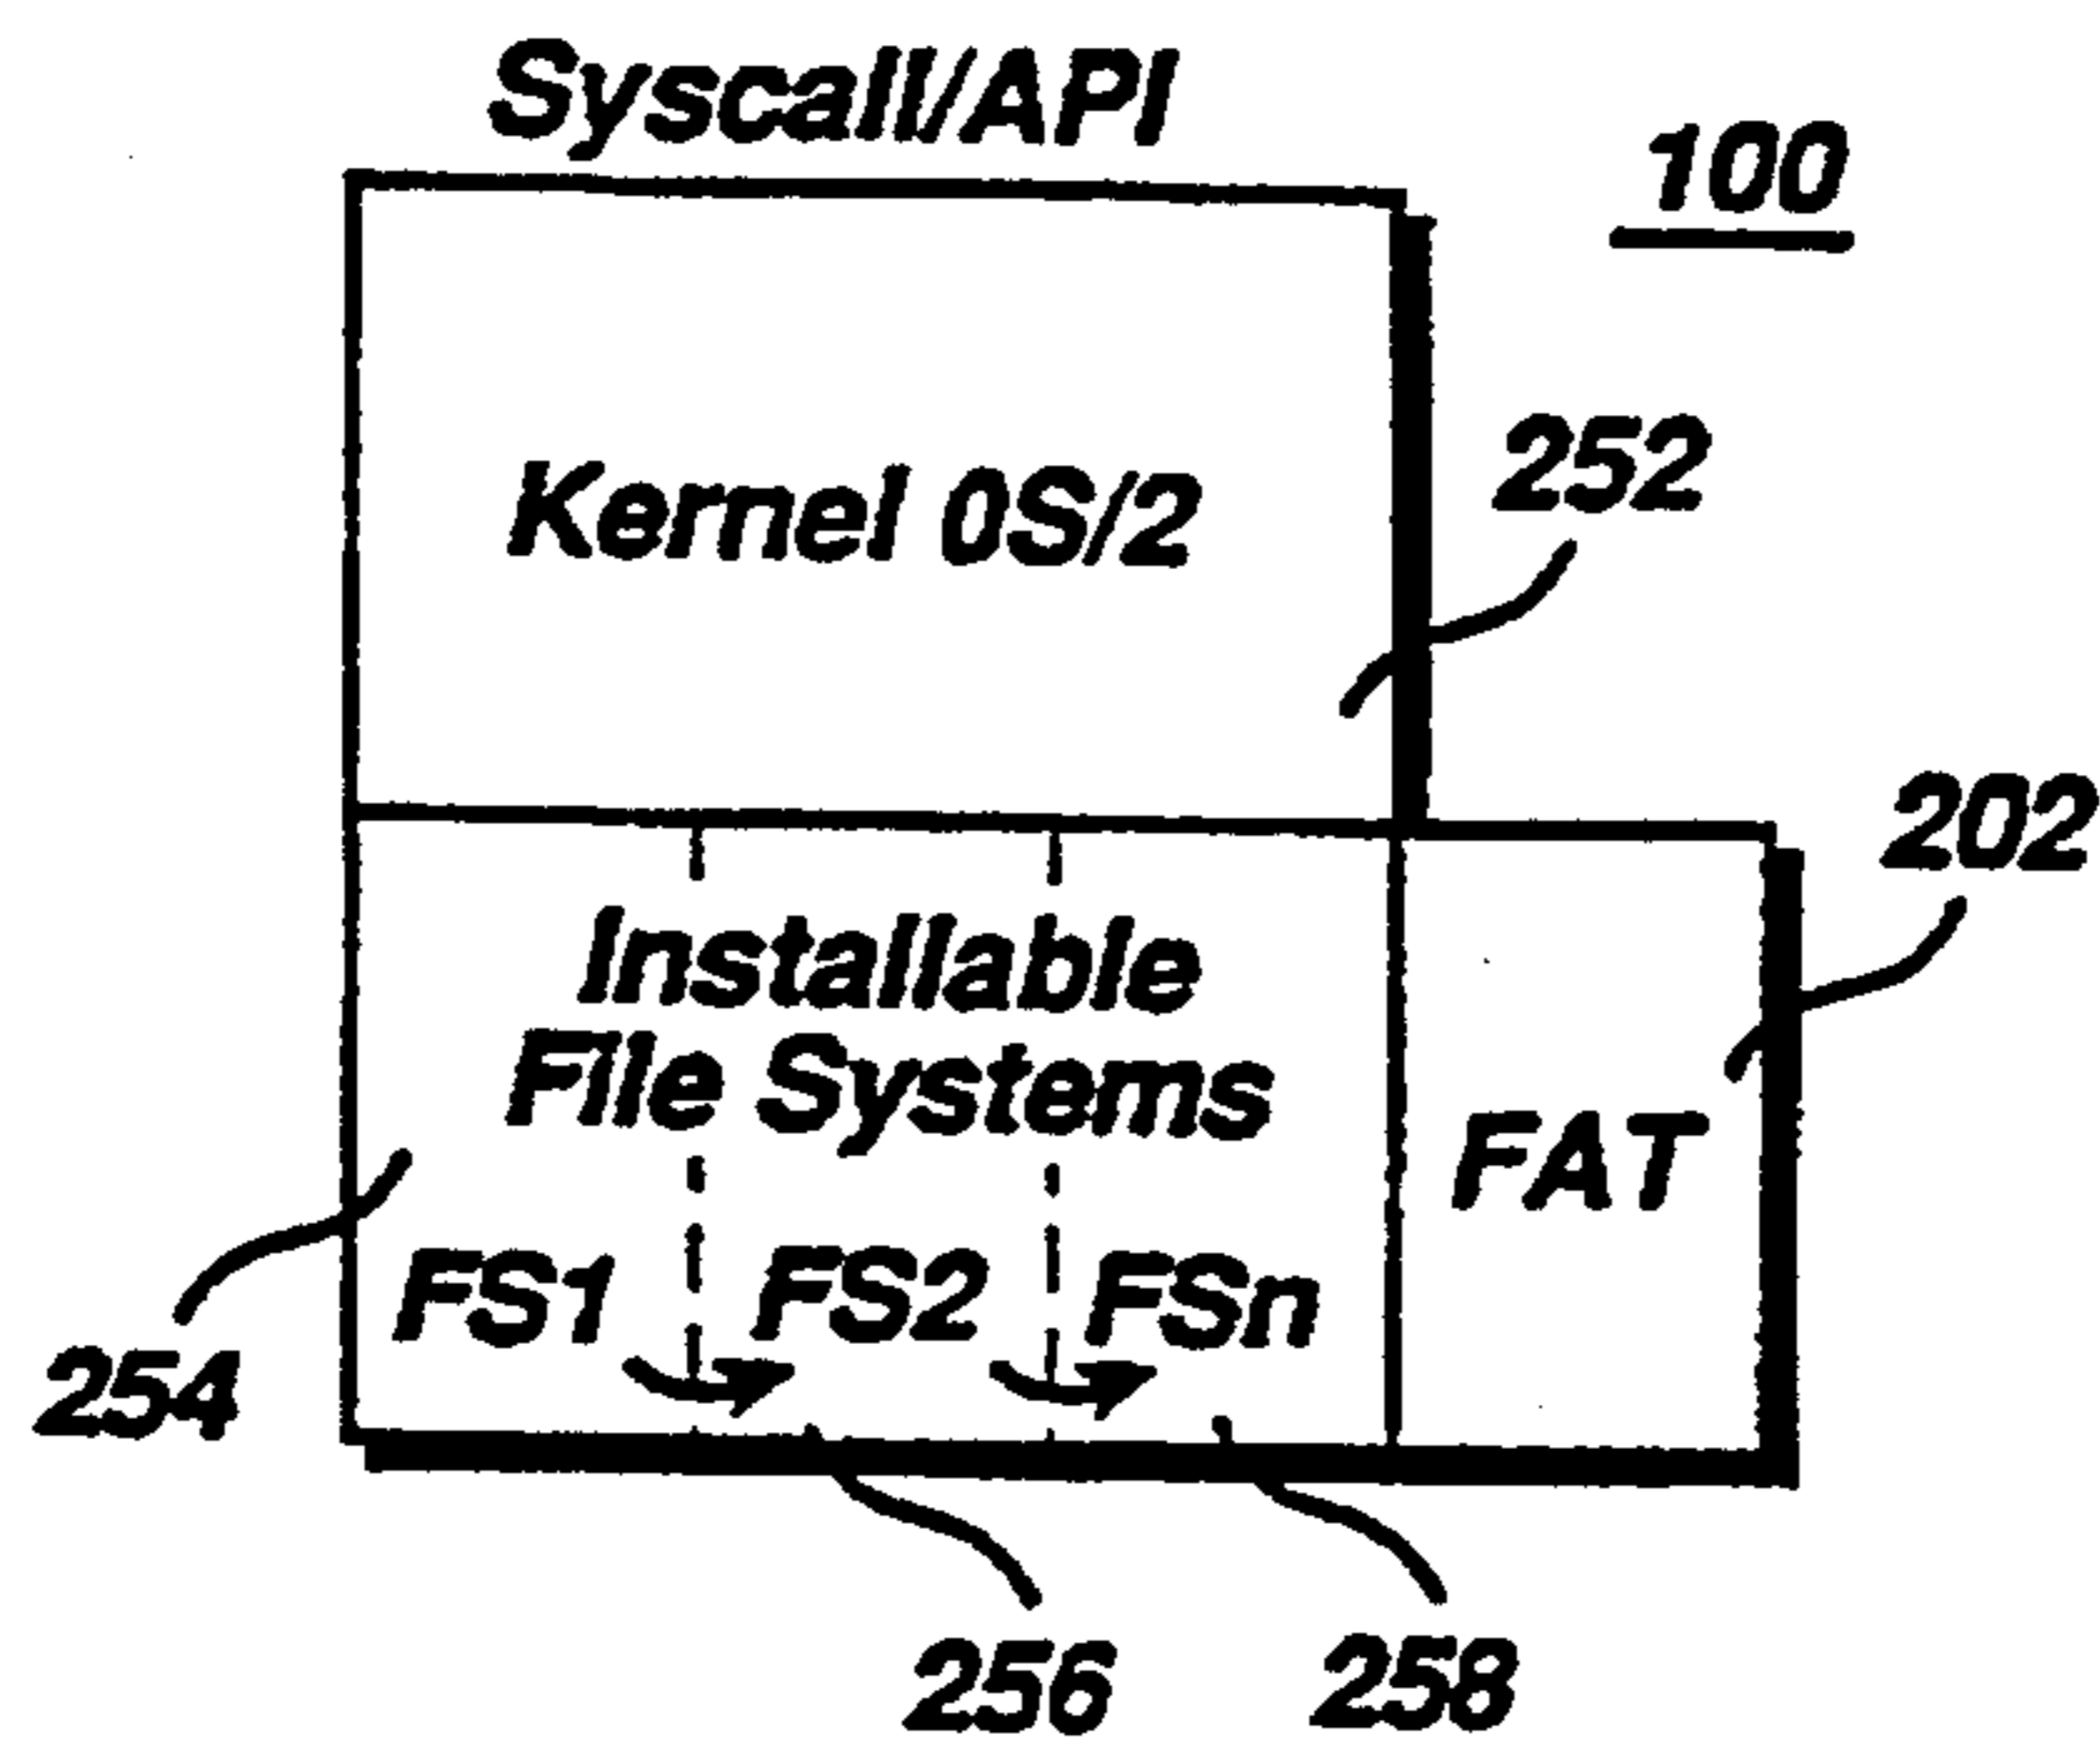 Syscall/API
100
Kernel 0S/2
252
202
Installable
File Systems
FAT
FS1 FS2 FSn
254
256 258